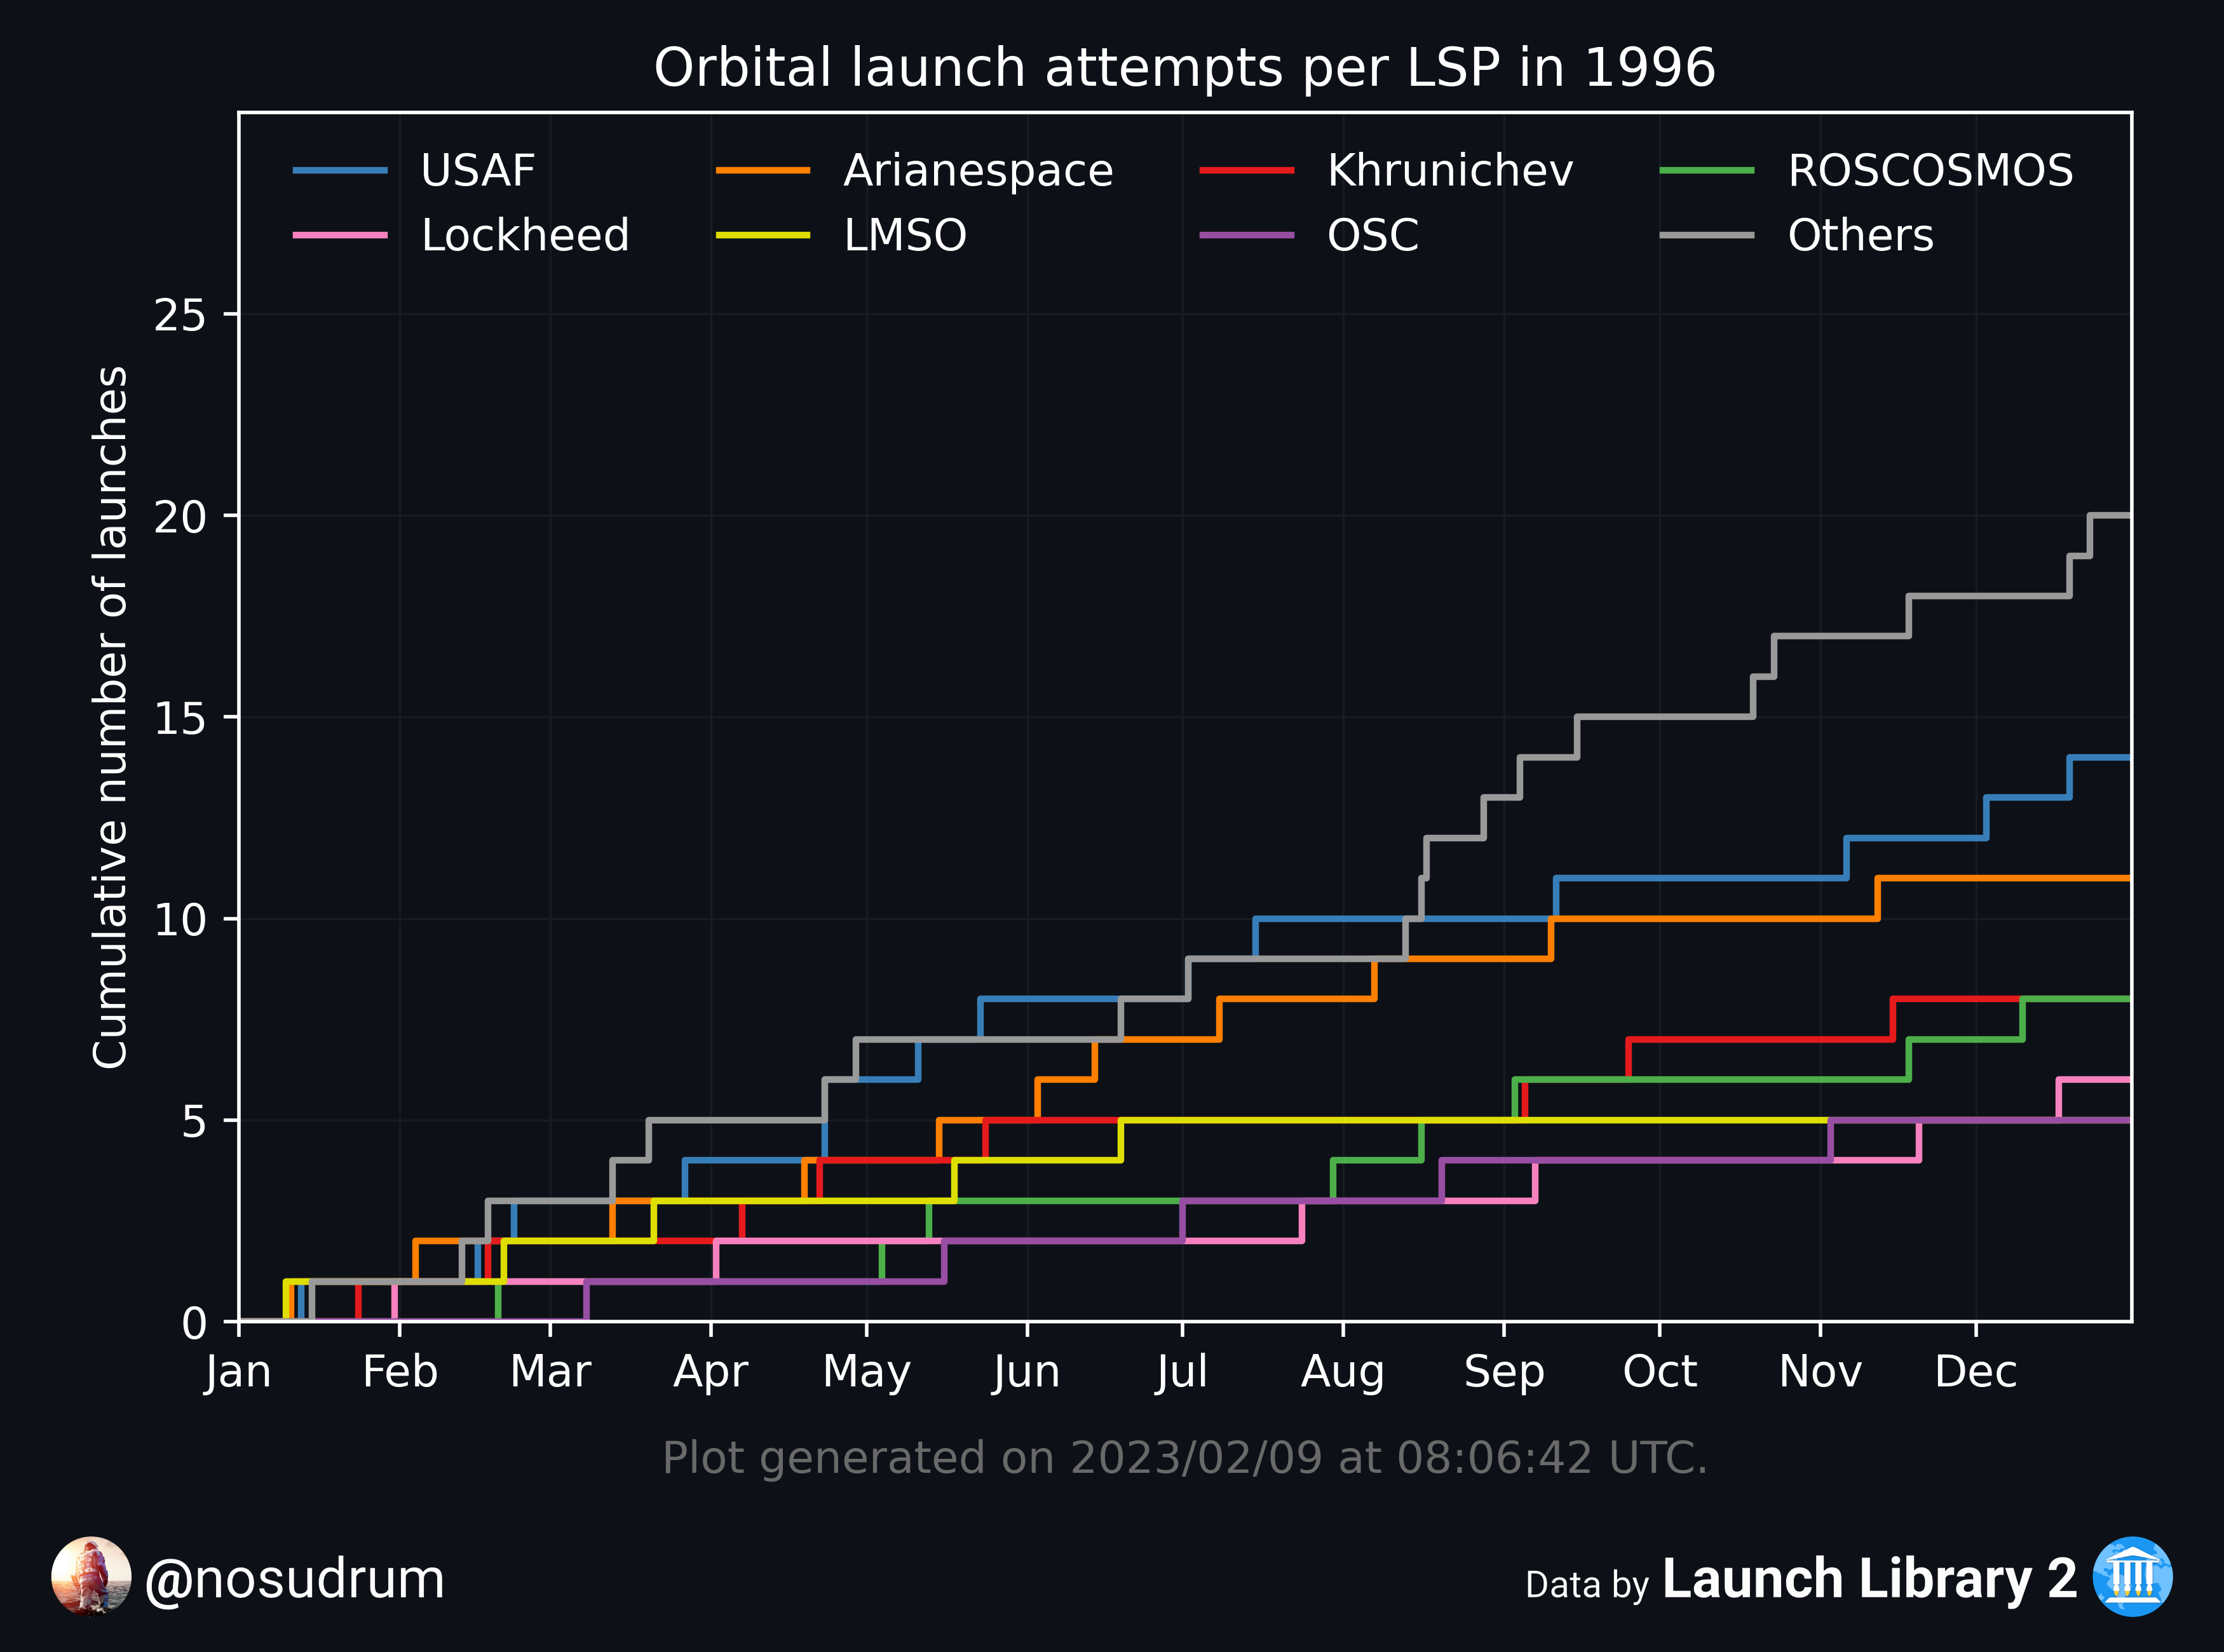 Orbital launch attempts per LSP in 1996
USAF Arianespace Khrunichev ROSCOSMOS
Lockheed LMSO OSC Others
Cumulative number of launches
25
20
15
10
5
0
Jan Feb Mar Apr May Jun Jul Aug Sep Oct Nov Dec
Plot generated on 2023/02/09 at 08:06:42 UTC.
@nosudrum
Data by Launch Library 2